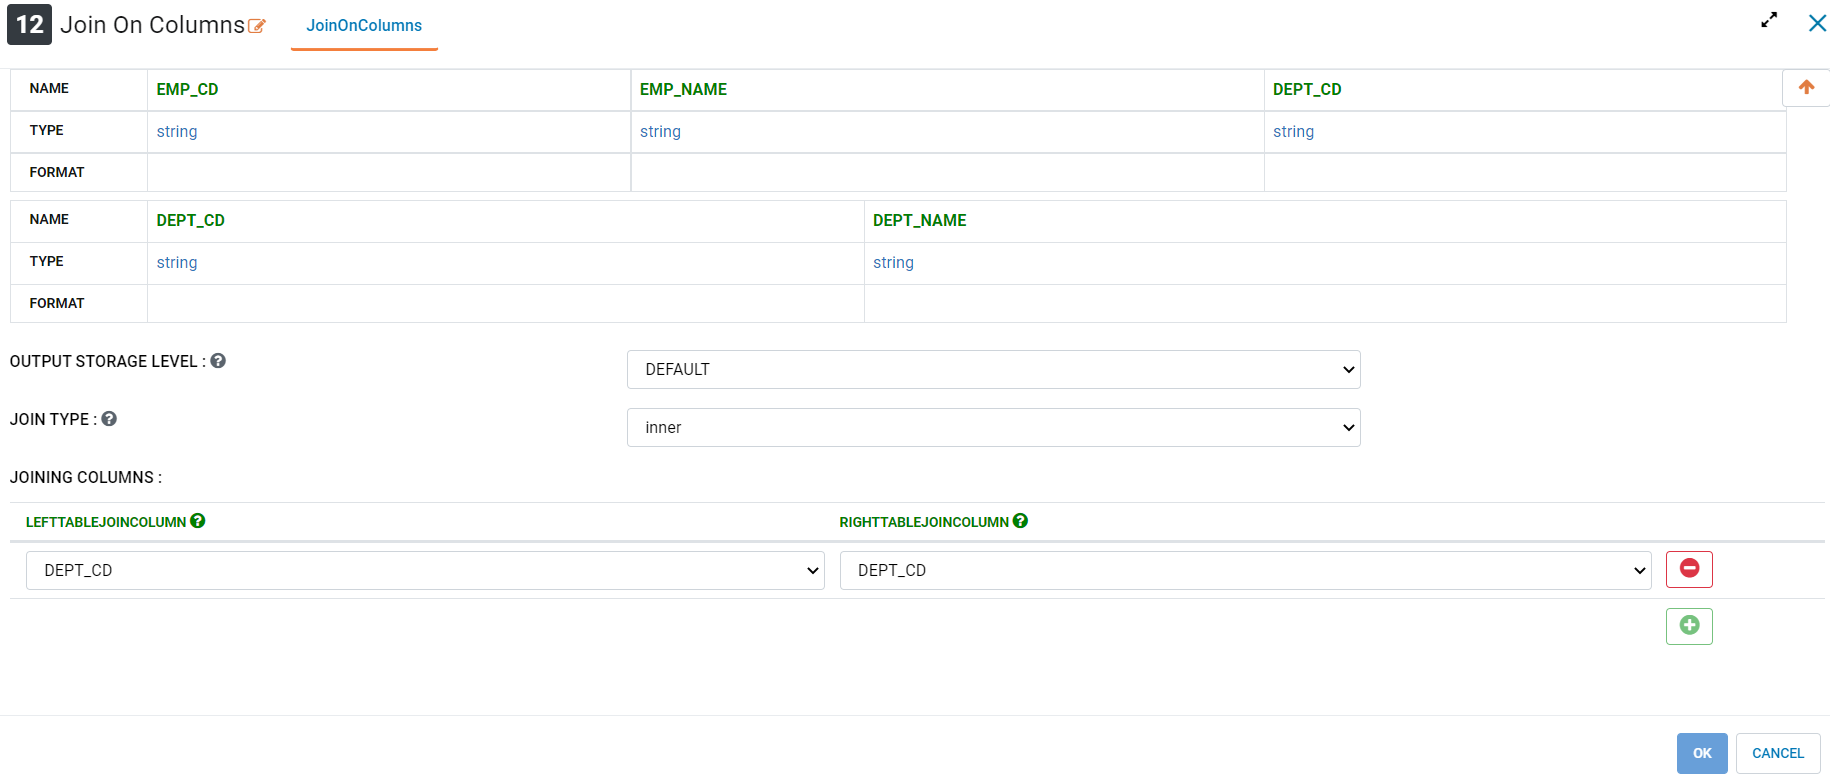 12 Join On Columns JoinOnColumns
NAME EMP_CD EMP_NAME DEPT_CD
TYPE string string string
FORMAT
NAME DEPT_CD DEPT_NAME
TYPE string string
FORMAT
OUTPUT STORAGE LEVEL : DEFAULT
JOIN TYPE : inner
JOINING COLUMNS :
LEFTTABLEJOINCOLUMN RIGHTTABLEJOINCOLUMN
DEPT_CD DEPT_CD
OK CANCEL